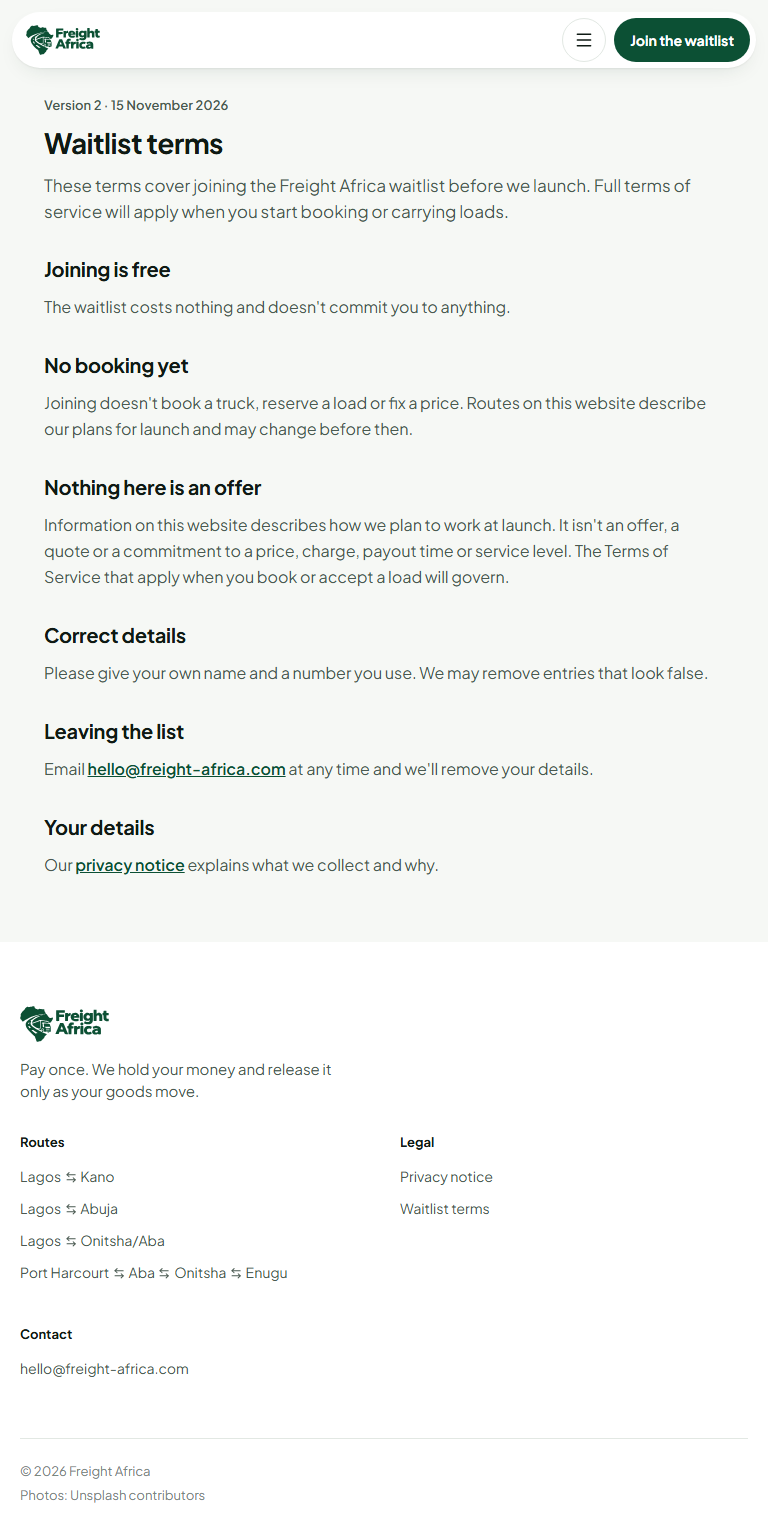 Freight
Africa
Join the waitlist
Version 2 · 15 November 2026
Waitlist terms
These terms cover joining the Freight Africa waitlist before we launch. Full terms of
service will apply when you start booking or carrying loads.
Joining is free
The waitlist costs nothing and doesn't commit you to anything.
No booking yet
Joining doesn't book a truck, reserve a load or fix a price. Routes on this website describe
our plans for launch and may change before then.
Nothing here is an offer
Information on this website describes how we plan to work at launch. It isn't an offer, a
quote or a commitment to a price, charge, payout time or service level. The Terms of
Service that apply when you book or accept a load will govern.
Correct details
Please give your own name and a number you use. We may remove entries that look false.
Leaving the list
Email hello@freight-africa.com at any time and we'll remove your details.
Your details
Our privacy notice explains what we collect and why.
Freight
Africa
Pay once. We hold your money and release it
only as your goods move.
Routes
Lagos ⇆ Kano
Lagos ⇆ Abuja
Lagos ⇆ Onitsha/Aba
Port Harcourt ⇆ Aba ⇆ Onitsha ⇆ Enugu
Legal
Privacy notice
Waitlist terms
Contact
hello@freight-africa.com
© 2026 Freight Africa
Photos: Unsplash contributors